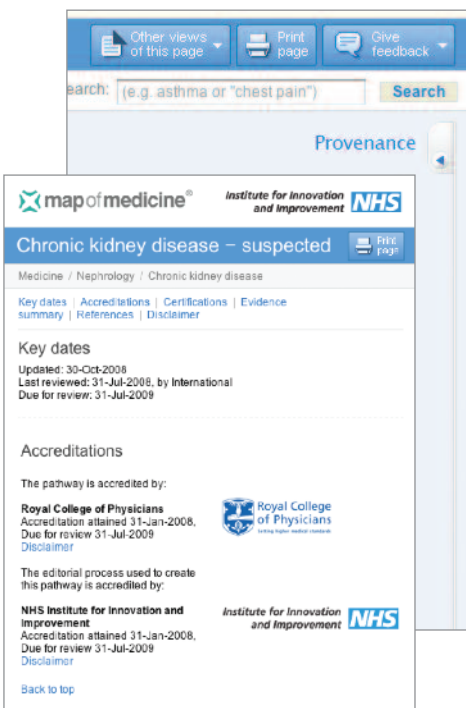 Other views
of this page
Print
page
Give
feedback
earch: (e.g. asthma or "chest pain") Search
Provenance
map of medicine®
Institute for Innovation
and Improvement NHS
Chronic kidney disease – suspected
Print
page
Medicine / Nephrology / Chronic kidney disease
Key dates | Accreditations | Certifications | Evidence
summary | References | Disclaimer
Key dates
Updated: 30-Oct-2008
Last reviewed: 31-Jul-2008, by International
Due for review: 31-Jul-2009
Accreditations
The pathway is accredited by:
Royal College of Physicians
Accreditation attained 31-Jan-2008,
Due for review 31-Jul-2009
Disclaimer
Royal College
of Physicians
Setting higher medical standards
The editorial process used to create
this pathway is accredited by:
NHS Institute for Innovation and
Improvement
Accreditation attained 31-Jan-2008,
Due for review 31-Jul-2009
Disclaimer
Institute for Innovation
and Improvement NHS
Back to top